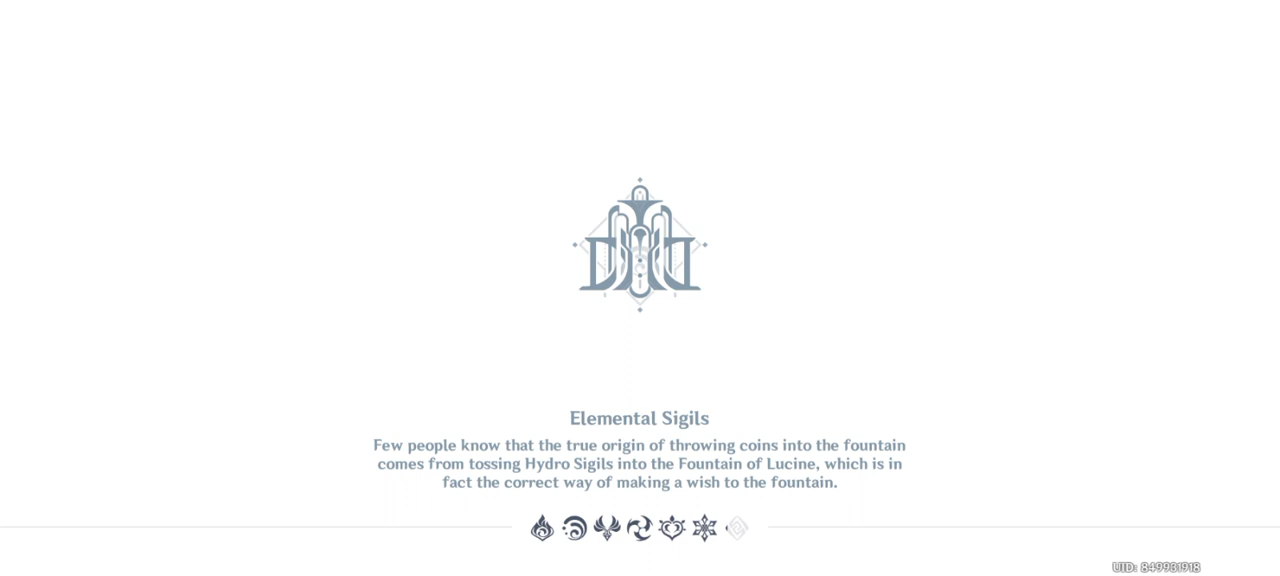 Elemental Sigils
Few people know that the true origin of throwing coins into the fountain
comes from tossing Hydro Sigils into the Fountain of Lucine, which is in
fact the correct way of making a wish to the fountain.
UID: 849931918